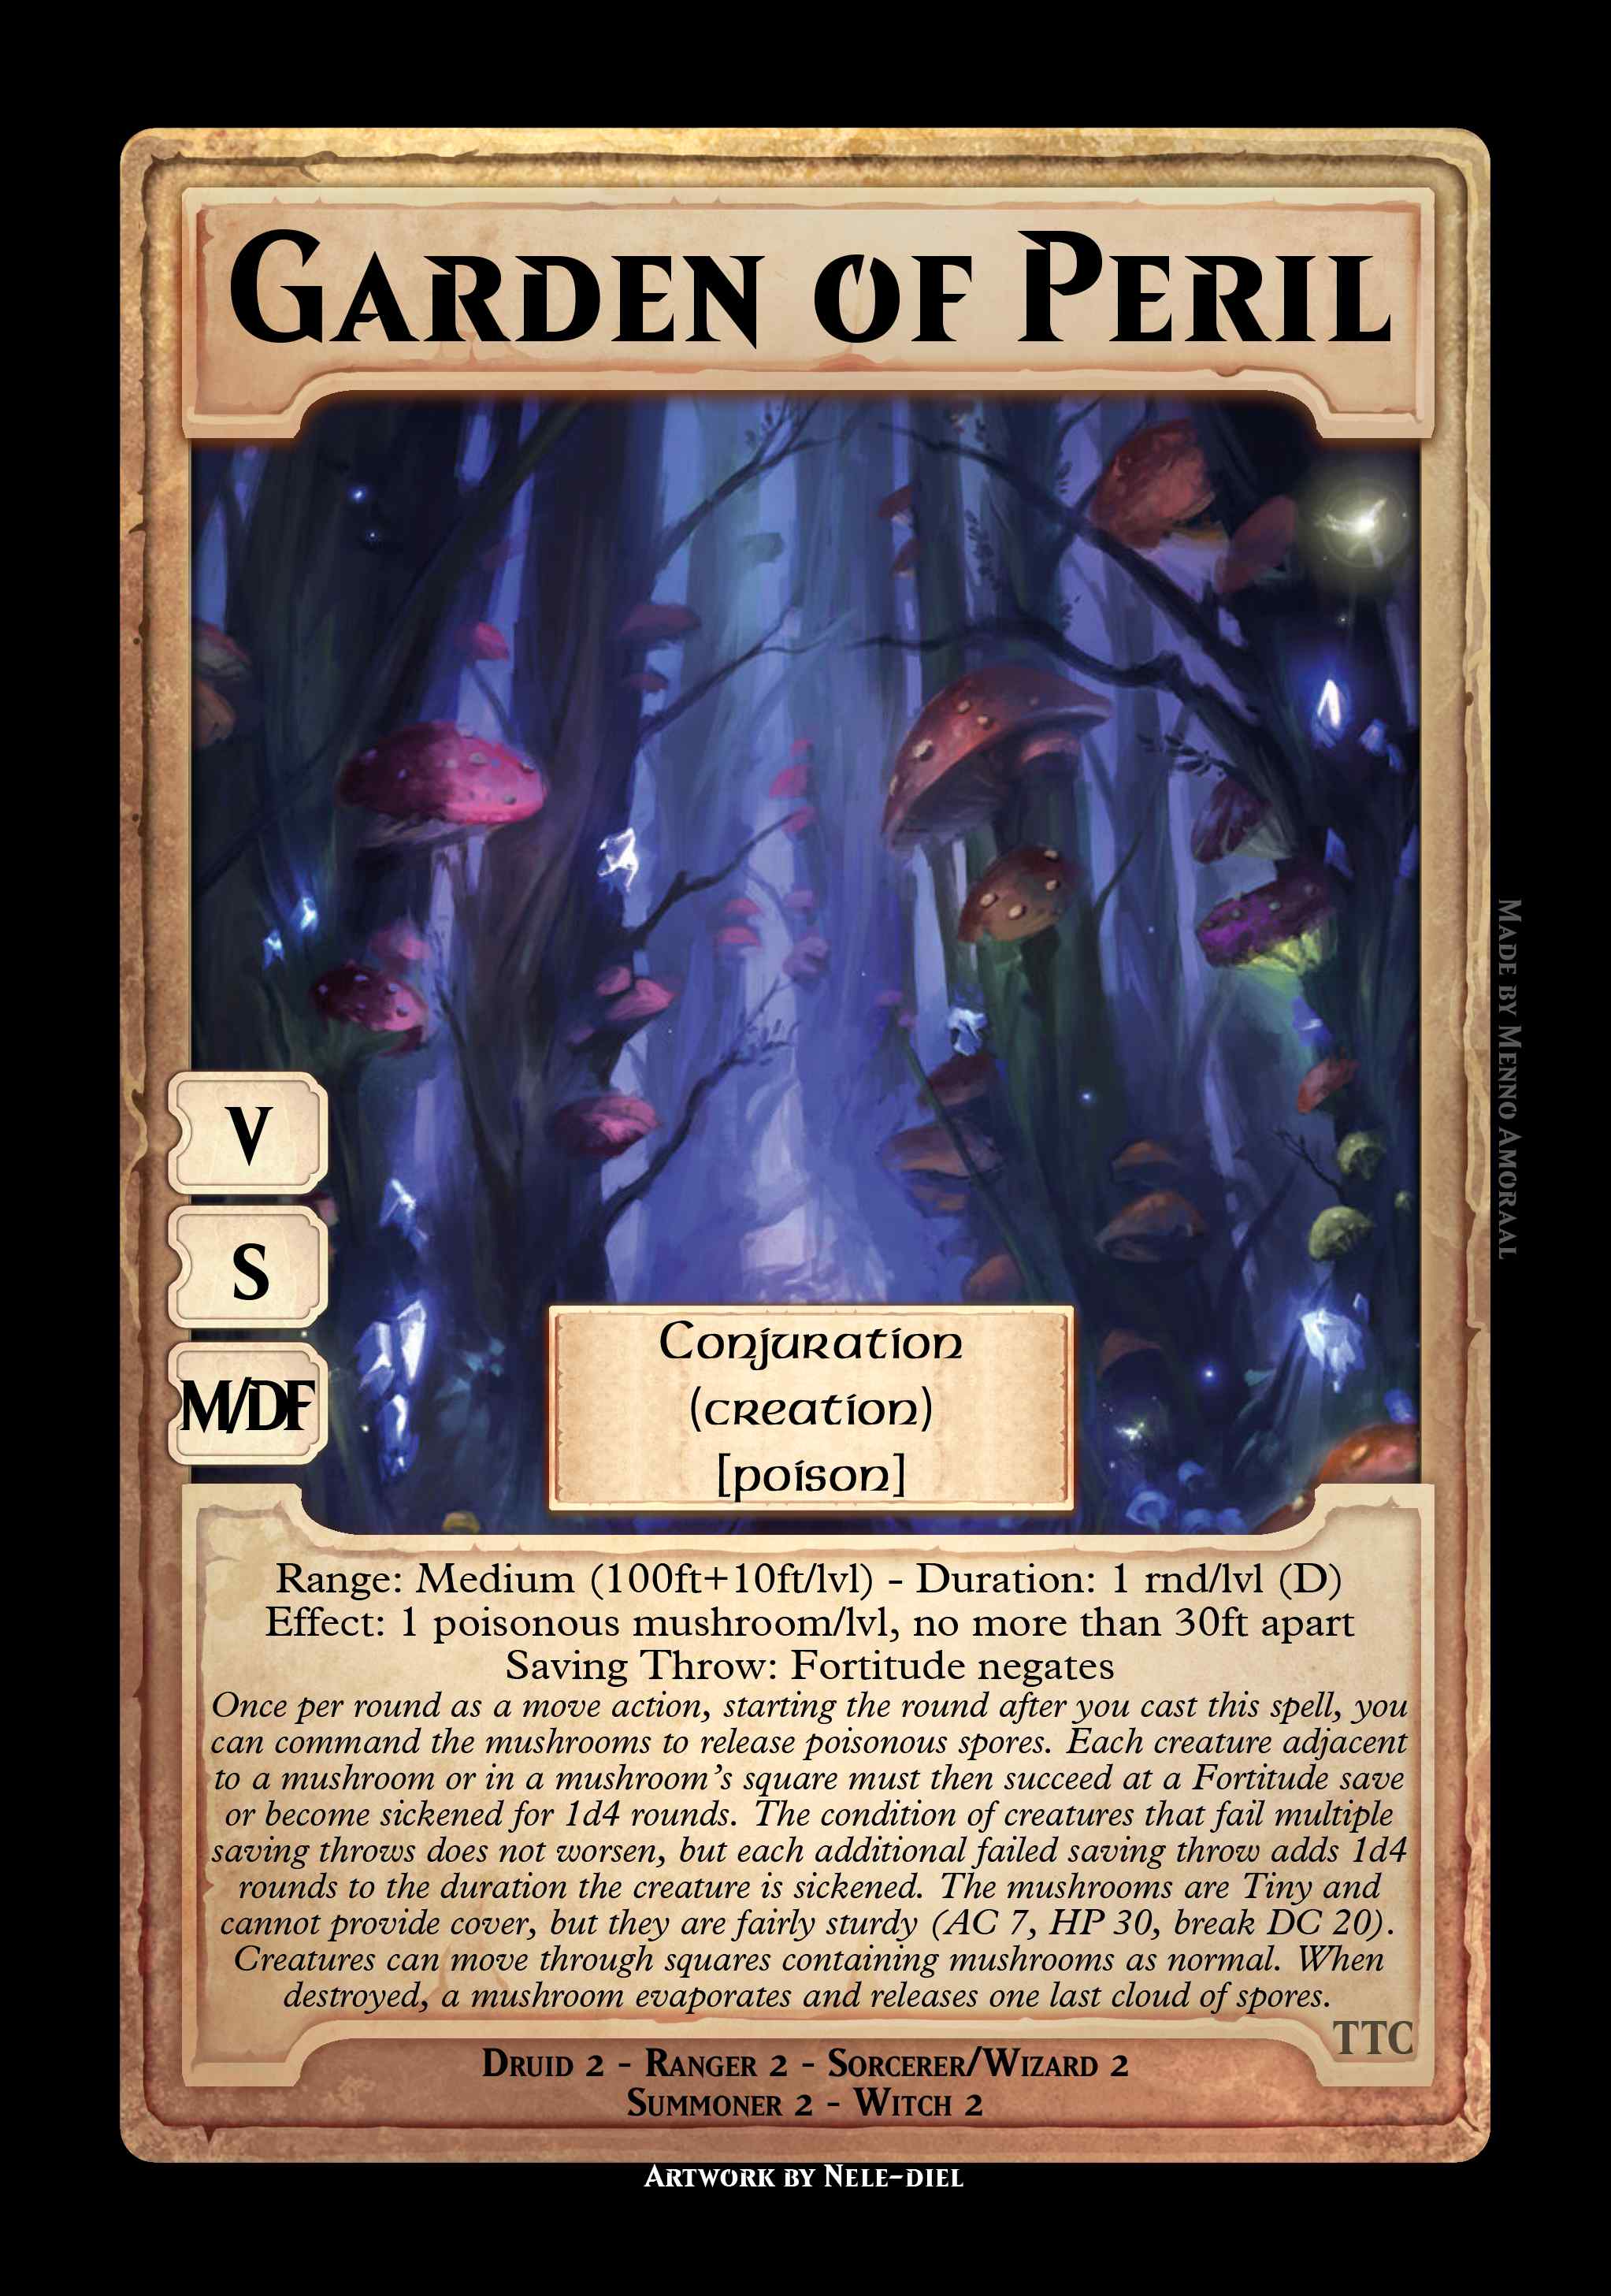 Garden of Peril
V
S
M/DF
Conjuration
(creation)
[poison]
Range: Medium (100ft+10ft/lvl) - Duration: 1 rnd/lvl (D)
Effect: 1 poisonous mushroom/lvl, no more than 30ft apart
Saving Throw: Fortitude negates
Once per round as a move action, starting the round after you cast this spell, you
can command the mushrooms to release poisonous spores. Each creature adjacent
to a mushroom or in a mushroom's square must then succeed at a Fortitude save
or become sickened for 1d4 rounds. The condition of creatures that fail multiple
saving throws does not worsen, but each additional failed saving throw adds 1d4
rounds to the duration the creature is sickened. The mushrooms are Tiny and
cannot provide cover, but they are fairly sturdy (AC 7, HP 30, break DC 20).
Creatures can move through squares containing mushrooms as normal. When
destroyed, a mushroom evaporates and releases one last cloud of spores.
TTC
Druid 2 - Ranger 2 - Sorcerer/Wizard 2
Summoner 2 - Witch 2
Artwork by Nele-diel
Made by Menno Amoraal